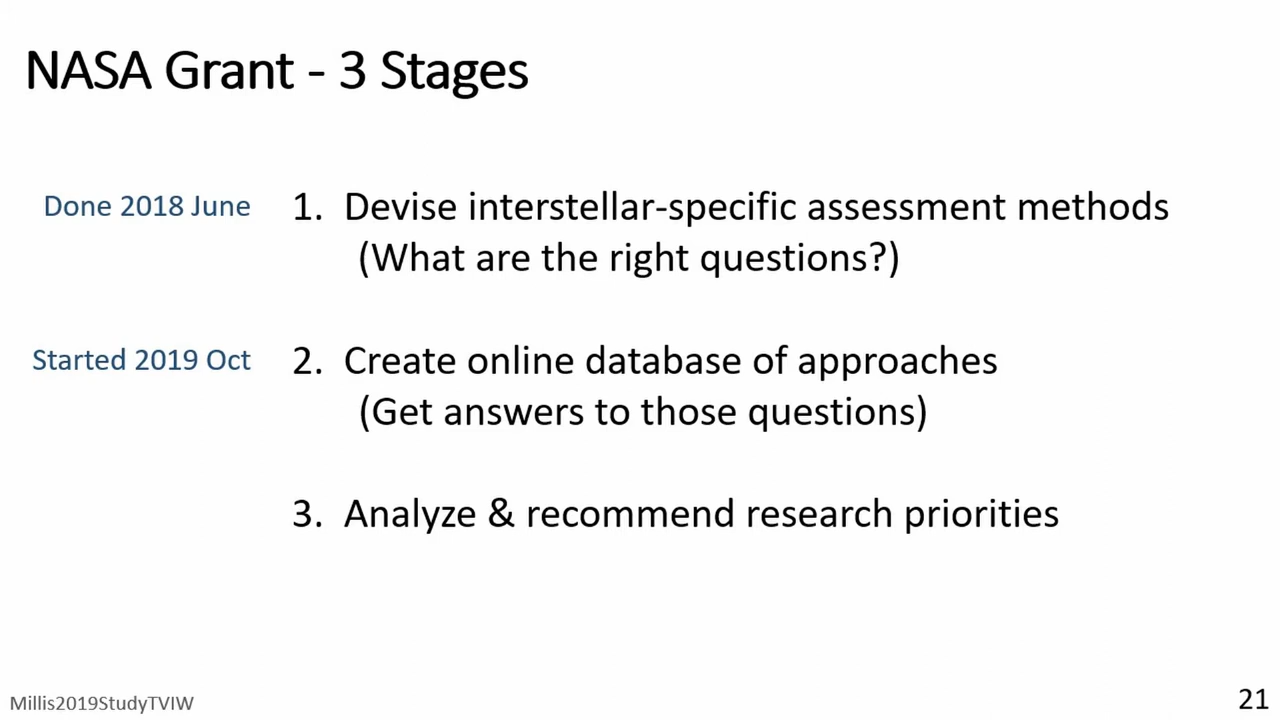 NASA Grant - 3 Stages
Done 2018 June 1. Devise interstellar-specific assessment methods
(What are the right questions?)
Started 2019 Oct 2. Create online database of approaches
(Get answers to those questions)
3. Analyze & recommend research priorities
Millis2019StudyTVIW 21